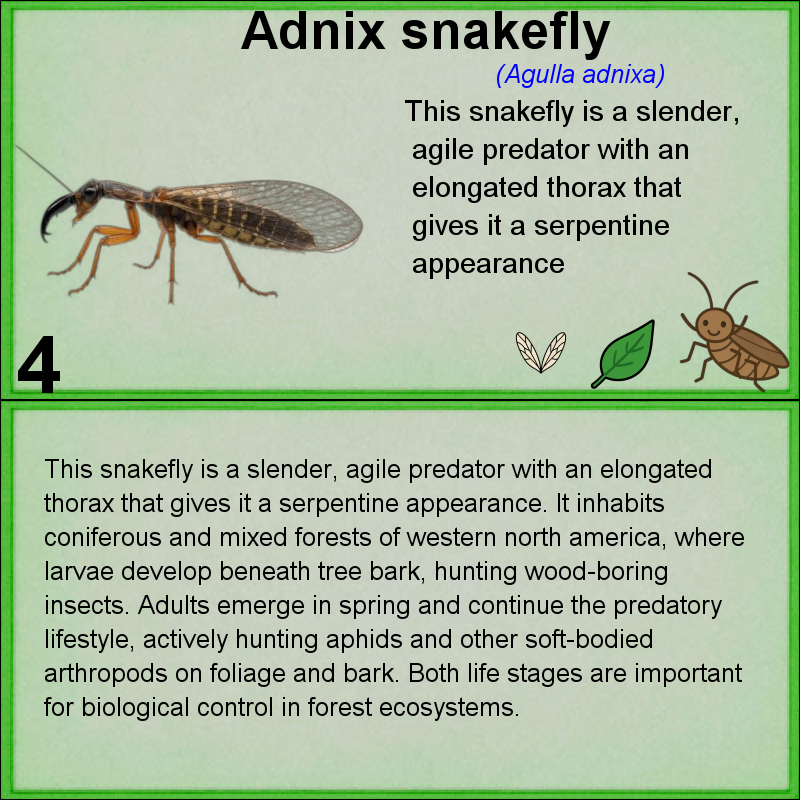 Adnix snakefly
(Agulla adnixa)
This snakefly is a slender,
agile predator with an
elongated thorax that
gives it a serpentine
appearance
4
This snakefly is a slender, agile predator with an elongated
thorax that gives it a serpentine appearance. It inhabits
coniferous and mixed forests of western north america, where
larvae develop beneath tree bark, hunting wood-boring
insects. Adults emerge in spring and continue the predatory
lifestyle, actively hunting aphids and other soft-bodied
arthropods on foliage and bark. Both life stages are important
for biological control in forest ecosystems.